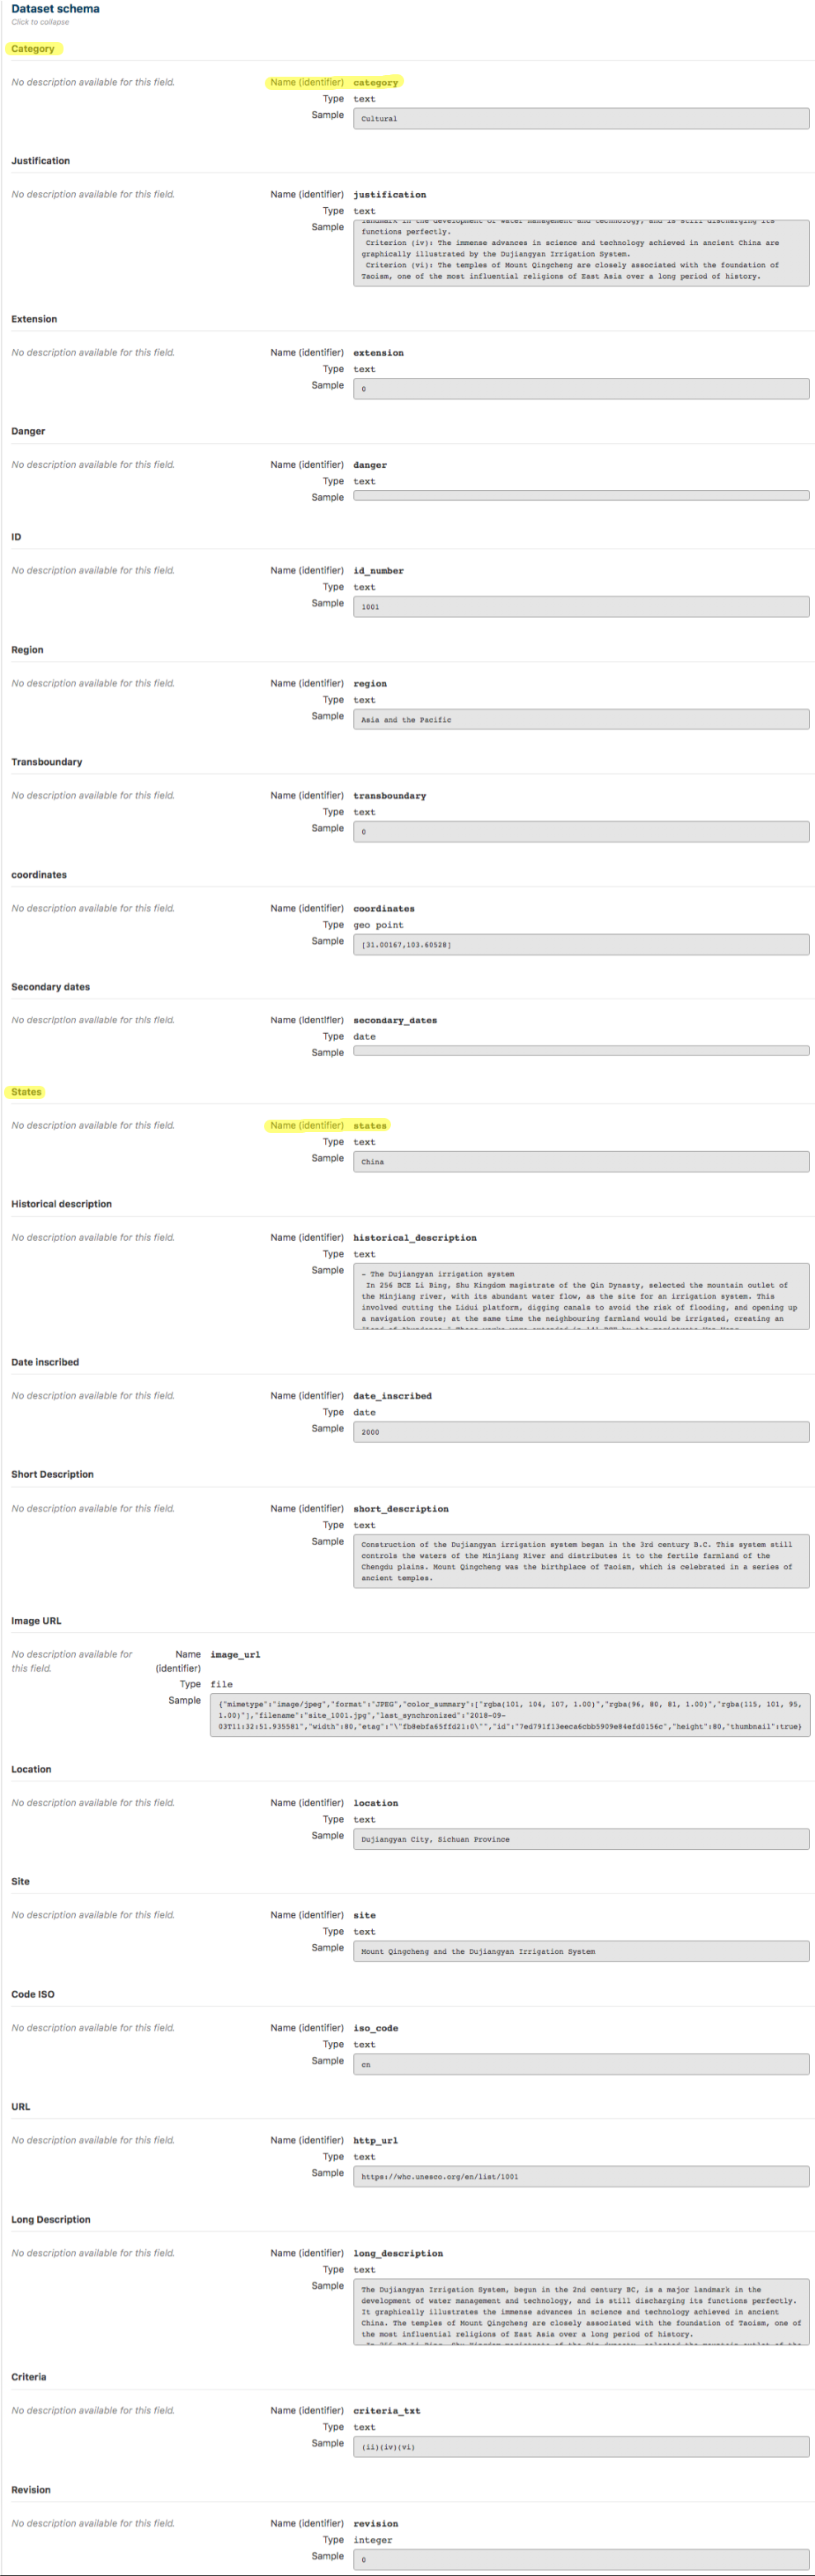 Dataset schema
Click to collapse
Category
No description available for this field.
Name (identifier) category
Type text
Sample Cultural
Justification
No description available for this field.
Name (identifier) justification
Type text
Sample landmark in the development of water management and technology, and is still discharging its
functions perfectly.
Criterion (iv): The immense advances in science and technology achieved in ancient China are
graphically illustrated by the Dujiangyan Irrigation System.
Criterion (vi): The temples of Mount Qingcheng are closely associated with the foundation of
Taoism, one of the most influential religions of East Asia over a long period of history.
Extension
No description available for this field.
Name (identifier) extension
Type text
Sample 0
Danger
No description available for this field.
Name (identifier) danger
Type text
Sample
ID
No description available for this field.
Name (identifier) id_number
Type text
Sample 1001
Region
No description available for this field.
Name (identifier) region
Type text
Sample Asia and the Pacific
Transboundary
No description available for this field.
Name (identifier) transboundary
Type text
Sample 0
coordinates
No description available for this field.
Name (identifier) coordinates
Type geo point
Sample [31.00167,103.60528]
Secondary dates
No description available for this field.
Name (identifier) secondary_dates
Type date
Sample
States
No description available for this field.
Name (identifier) states
Type text
Sample China
Historical description
No description available for this field.
Name (identifier) historical_description
Type text
Sample - The Dujiangyan irrigation system
In 256 BCE Li Bing, Shu Kingdom magistrate of the Qin Dynasty, selected the mountain outlet of
the Minjiang river, with its abundant water flow, as the site for an irrigation system. This
involved cutting the Lidui platform, digging canals to avoid the risk of flooding, and opening up
a navigation route; at the same time the neighbouring farmland would be irrigated, creating an
Date inscribed
No description available for this field.
Name (identifier) date_inscribed
Type date
Sample 2000
Short Description
No description available for this field.
Name (identifier) short_description
Type text
Sample Construction of the Dujiangyan irrigation system began in the 3rd century B.C. This system still
controls the waters of the Minjiang River and distributes it to the fertile farmland of the
Chengdu plains. Mount Qingcheng was the birthplace of Taoism, which is celebrated in a series of
ancient temples.
Image URL
No description available for
this field.
Name
(identifier) image_url
Type file
Sample {"mimetype":"image/jpeg","format":"JPEG","color_summary":["rgba(101, 104, 107, 1.00)","rgba(96, 80, 81, 1.00)","rgba(115, 101, 95,
1.00)"],"filename":"site_1001.jpg","last_synchronized":"2018-09-
03T11:32:51.935581","width":80,"etag":"\"fb8ebfa65ffd21:0\"","id":"7ed791f13eeca6cbb5909e84efd0156c","height":80,"thumbnail":true}
Location
No description available for this field.
Name (identifier) location
Type text
Sample Dujiangyan City, Sichuan Province
Site
No description available for this field.
Name (identifier) site
Type text
Sample Mount Qingcheng and the Dujiangyan Irrigation System
Code ISO
No description available for this field.
Name (identifier) iso_code
Type text
Sample cn
URL
No description available for this field.
Name (identifier) http_url
Type text
Sample https://whc.unesco.org/en/list/1001
Long Description
No description available for this field.
Name (identifier) long_description
Type text
Sample The Dujiangyan Irrigation System, begun in the 2nd century BC, is a major landmark in the
development of water management and technology, and is still discharging its functions perfectly.
It graphically illustrates the immense advances in science and technology achieved in ancient
China. The temples of Mount Qingcheng are closely associated with the foundation of Taoism, one of
the most influential religions of East Asia over a long period of history.
Criteria
No description available for this field.
Name (identifier) criteria_txt
Type text
Sample (ii)(iv)(vi)
Revision
No description available for this field.
Name (identifier) revision
Type integer
Sample 0